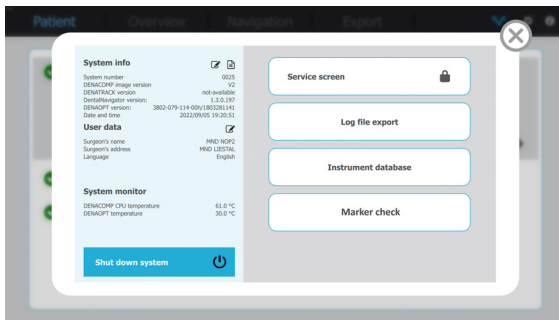 Patient Overview Navigation Export
System info
System number 0025
DENACOMP image version V2
DENATRACK version not-available
DentalNavigator version: 1.3.0.197
DENAOPT version: 3802-079-114-00h/1803281141
Date and time 2022/09/05 19:20:51
User data
Surgeon's name MND NOP2
Surgeon's address MND LIESTAL
Language English
System monitor
DENACOMP CPU temperature 61.0 °C
DENAOPT temperature 30.0 °C
Shut down system
Service screen
Log file export
Instrument database
Marker check